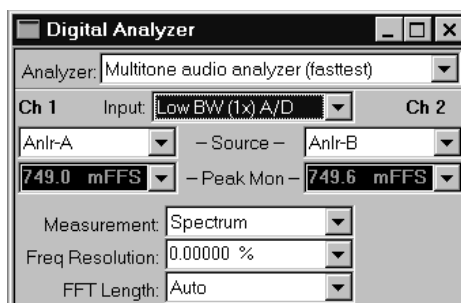 Digital Analyzer
Analyzer: Multitone audio analyzer (fasttest)
Ch 1 Input: Low BW (1x) A/D Ch 2
Anlr-A – Source – Anlr-B
749.0 mFFS – Peak Mon – 749.6 mFFS
Measurement: Spectrum
Freq Resolution: 0.00000 %
FFT Length: Auto